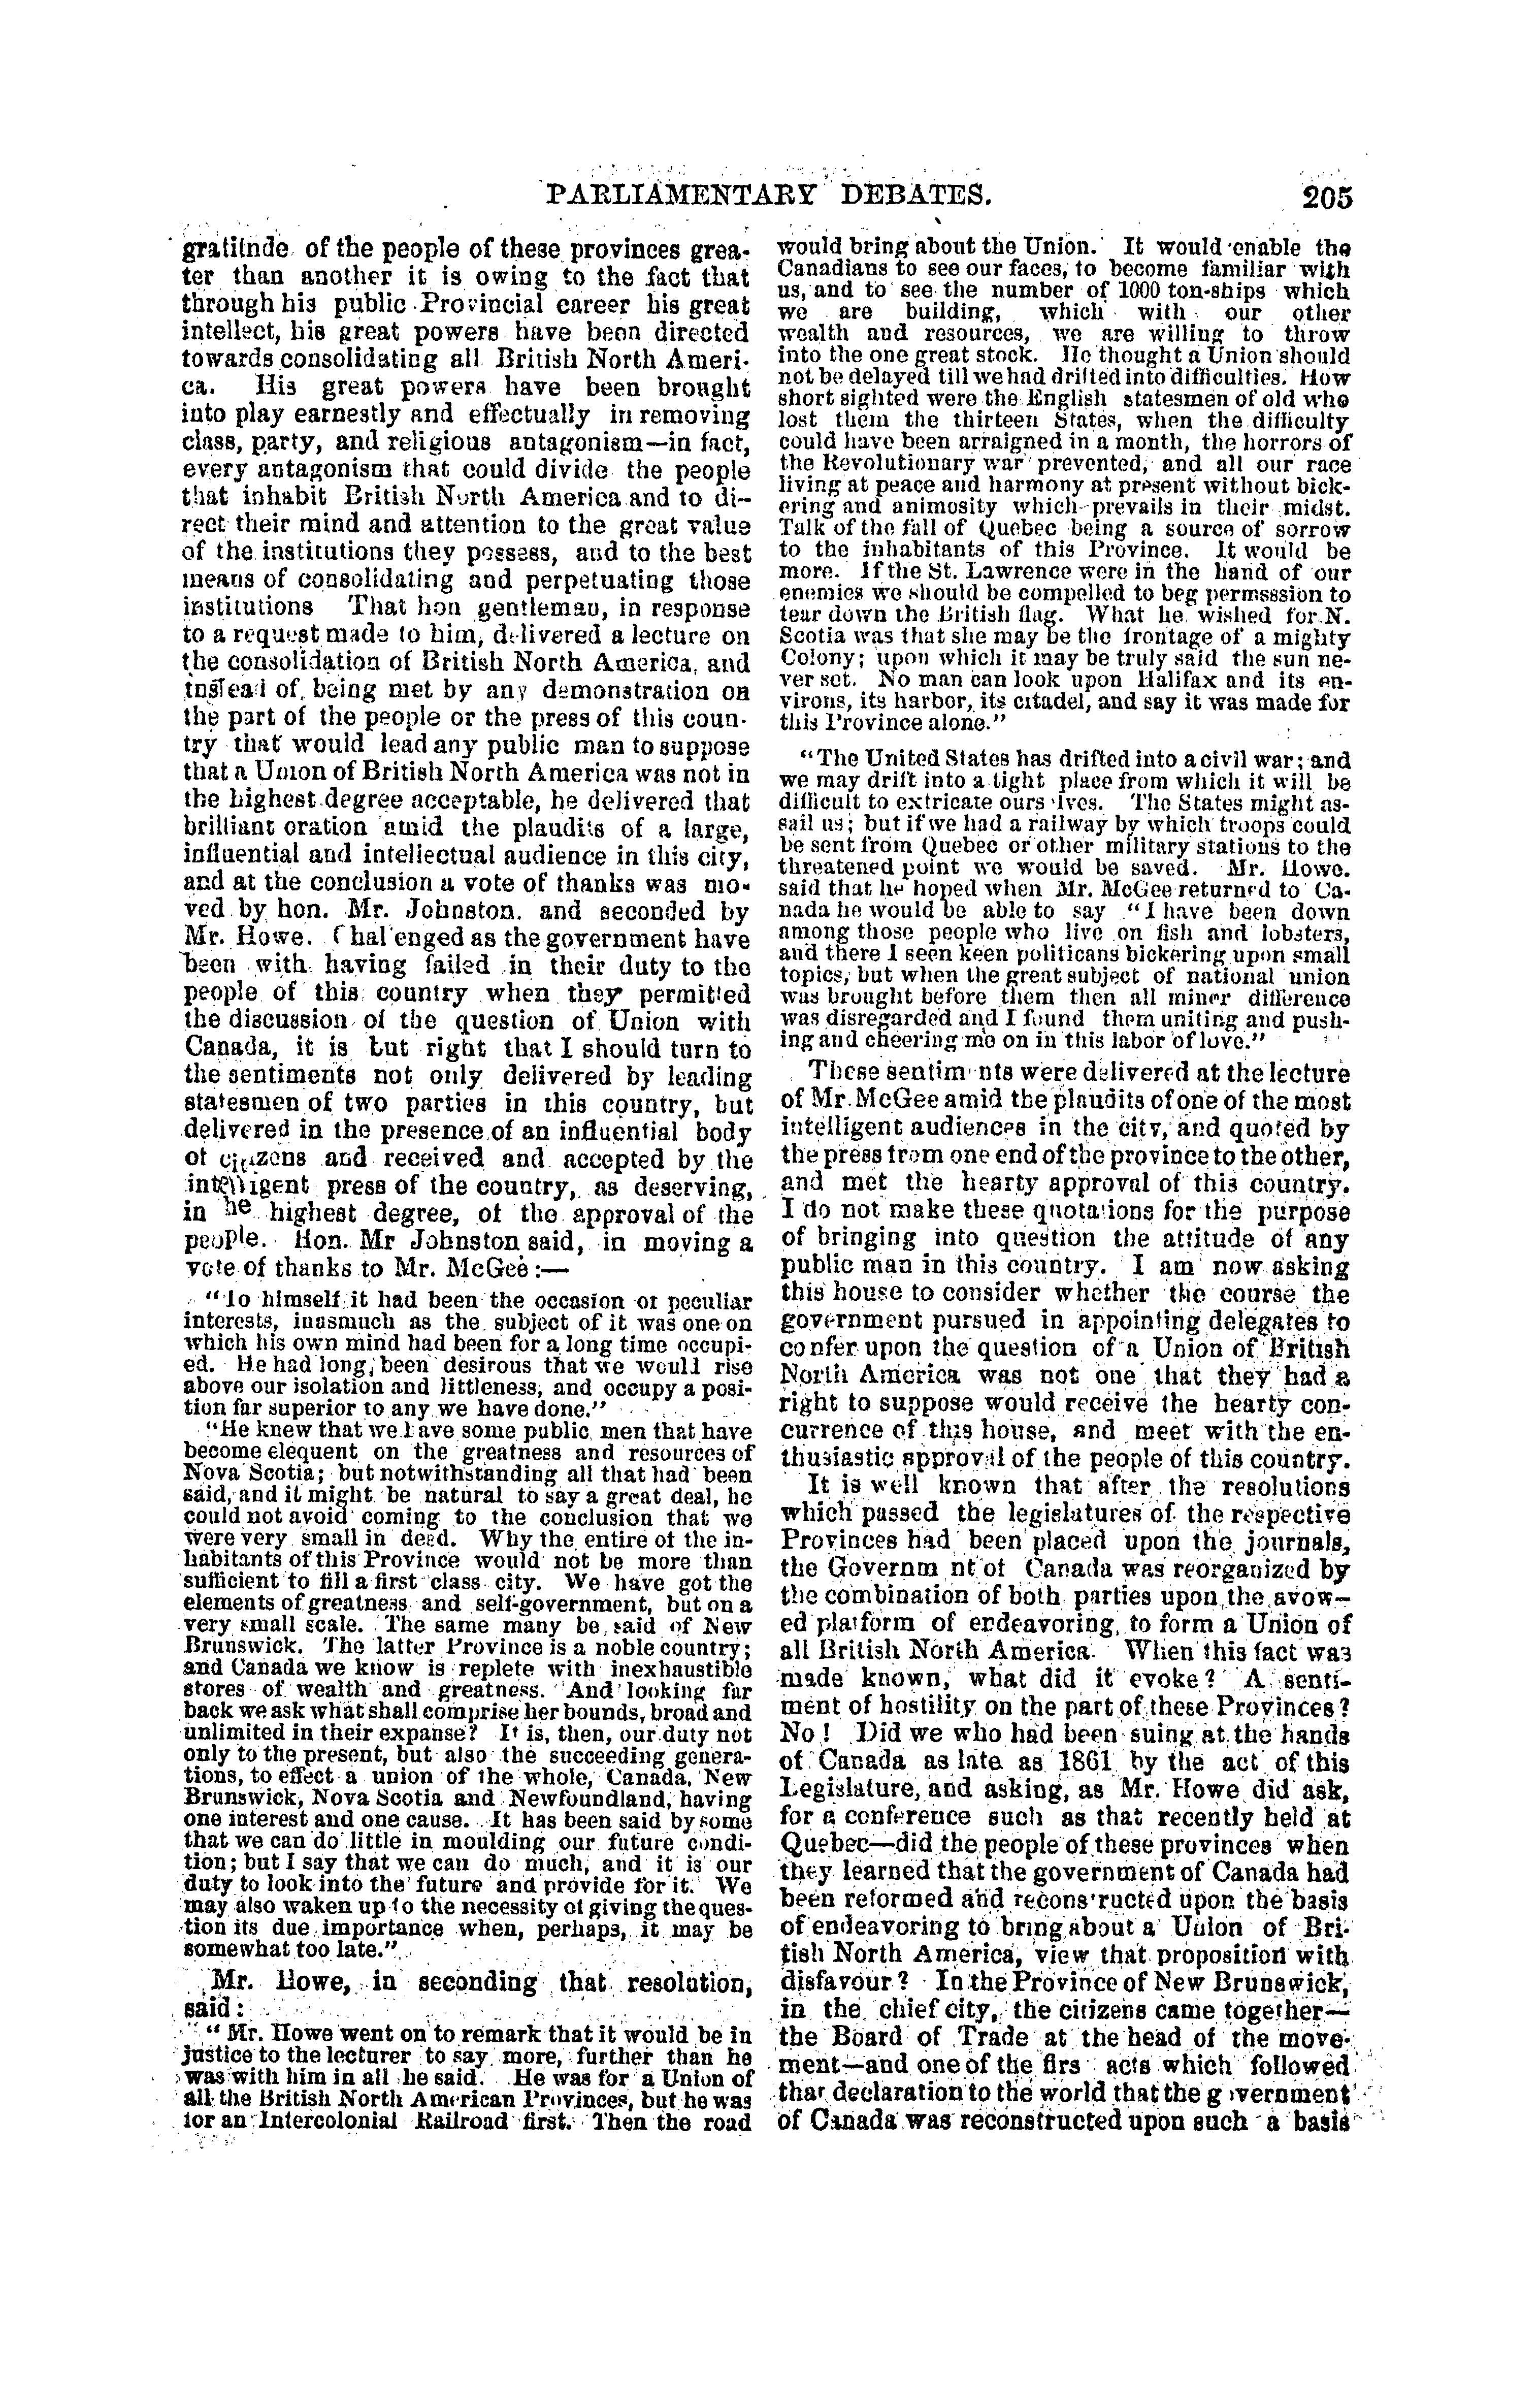 PARLIAMENTARY DEBATES. 205
gratitnde of the people of these provinces grea-
ter than another it is owing to the fact that
through his public Provincial career his great
intellect, his great powers have been directed
towards consolidating all British North Ameri-
ca. His great powers have been brought
into play earnestly and effectually in removing
class, party, and religious antagonism—in fact,
every antagonism that could divide the people
that inhabit British North America and to di-
rect their mind and attention to the great value
of the institutions they possess, and to the best
means of consolidating and perpetuating those
institutions That hon gentleman, in response
to a request made to him, delivered a lecture on
the consolidation of British North America, and
instead of being met by any demonstration on
the part of the people or the press of this coun-
try that would lead any public man to suppose
that a Union of British North America was not in
the highest degree acceptable, he delivered that
brilliant oration amid the plaudits of a large,
influential and intellectual audience in this city,
and at the conclusion a vote of thanks was mo-
ved by hon. Mr. Johnston. and seconded by
Mr. Howe. Challenged as the government have
been with having failed in their duty to the
people of this country when they permitted
the discussion of the question of Union with
Canada, it is but right that I should turn to
the sentiments not only delivered by leading
statesmen of two parties in this country, but
delivered in the presence of an influential body
of citizens and received and accepted by the
intelligent press of the country, as deserving,
in he highest degree, of the approval of the
people. Hon. Mr Johnston said, in moving a
vote of thanks to Mr. McGee:—
"To himself it had been the occasion of peculiar
interests, inasmuch as the subject of it was one on
which his own mind had been for a long time occupi-
ed. He had long been desirous that we would rise
above our isolation and littleness, and occupy a posi-
tion far superior to any we have done."
"He knew that we have some public men that have
become elequent on the greatness and resources of
Nova Scotia; but notwithstanding all that had been
said, and it might be natural to say a great deal, he
could not avoid coming to the conclusion that we
were very small in deed. Why the entire of the in-
habitants of this Province would not be more than
sufficient to fill a first class city. We have got the
elements of greatness and self-government, but on a
very small scale. The same many be said of New
Brunswick. The latter Province is a noble country;
and Canada we know is replete with inexhaustible
stores of wealth and greatness. And looking far
back we ask what shall comprise her bounds, broad and
unlimited in their expanse? It is, then, our duty not
only to the present, but also the succeeding genera-
tions, to effect a union of the whole, Canada, New
Brunswick, Nova Scotia and Newfoundland, having
one interest and one cause. It has been said by some
that we can do little in moulding our future condi-
tion; but I say that we can do much, and it is our
duty to look into the future and provide for it. We
may also waken up to the necessity of giving the ques-
tion its due importance when, perhaps, it may be
somewhat too late."
Mr. Howe, in seconding that resolution,
said:
"Mr. Howe went on to remark that it would be in
justice to the lecturer to say more, further than he
was with him in all he said. He was for a Union of
all the British North American Provinces, but he was
for an Intercolonial Railroad first. Then the road
would bring about the Union. It would enable the
Canadians to see our faces, to become familiar with
us, and to see the number of 1000 ton-ships which
we are building, which with our other
wealth and resources, we are willing to throw
into the one great stock. He thought a Union should
not be delayed till we had drifted into difficulties. How
short sighted were the English statesmen of old who
lost them the thirteen States, when the difficulty
could have been arraigned in a month, the horrors of
the Revolutionary war prevented, and all our race
living at peace and harmony at present without bick-
ering and animosity which prevails in their midst.
Talk of the fall of Quebec being a source of sorrow
to the inhabitants of this Province. It would be
more. If the St. Lawrence were in the hand of our
enemies we should be compelled to beg permsssion to
tear down the British flag. What he wished for N.
Scotia was that she may be the frontage of a mighty
Colony; upon which it may be truly said the sun ne-
ver set. No man can look upon Halifax and its en-
virons, its harbor, its citadel, and say it was made for
this Province alone."
"The United States has drifted into a civil war; and
we may drift into a tight place from which it will be
difficult to extricate ourselves. The States might as-
sail us; but if we had a railway by which troops could
be sent from Quebec or other military stations to the
threatened point we would be saved. Mr. Howe.
said that he hoped when Mr. McGee returned to Ca-
nada he would be able to say "I have been down
among those people who live on fish and lobsters,
and there I seen keen politicans bickering upon small
topics, but when the great subject of national union
was brought before them then all miner difference
was disregarded and I found them uniting and push-
ing and cheering me on in this labor of love."
These sentiments were delivered at the lecture
of Mr. McGee amid the plaudits of one of the most
intelligent audiences in the city, and quoted by
the press from one end of the province to the other,
and met the hearty approval of this country.
I do not make these quotations for the purpose
of bringing into question the attitude of any
public man in this country. I am now asking
this house to consider whether the course the
government pursued in appointing delegates to
confer upon the question of a Union of British
North America was not one that they had a
right to suppose would receive the hearty con-
currence of this house, and meet with the en-
thusiastic approval of the people of this country.
It is well known that after the resolutions
which passed the legislatures of the respective
Provinces had been placed upon the journals,
the Governm nt of Canada was reorganized by
the combination of both parties upon the avow-
ed platform of endeavoring to form a Union of
all British North America. When this fact was
made known, what did it evoke? A senti-
ment of hostility on the part of these Provinces?
No! Did we who had been suing at the hands
of Canada as late as 1861 by the act of this
Legislature, and asking, as Mr. Howe did ask,
for a conference such as that recently held at
Quebec—did the people of these provinces when
they learned that the government of Canada had
been reformed and reconstructed upon the basis
of endeavoring to bring about a Union of Bri-
tish North America, view that proposition with
disfavour? In the Province of New Brunswick,
in the chief city, the citizens came together—
the Board of Trade at the head of the move-
ment—and one of the firs acts which followed
that declaration to the world that the government
of Canada was reconstructed upon such a basis